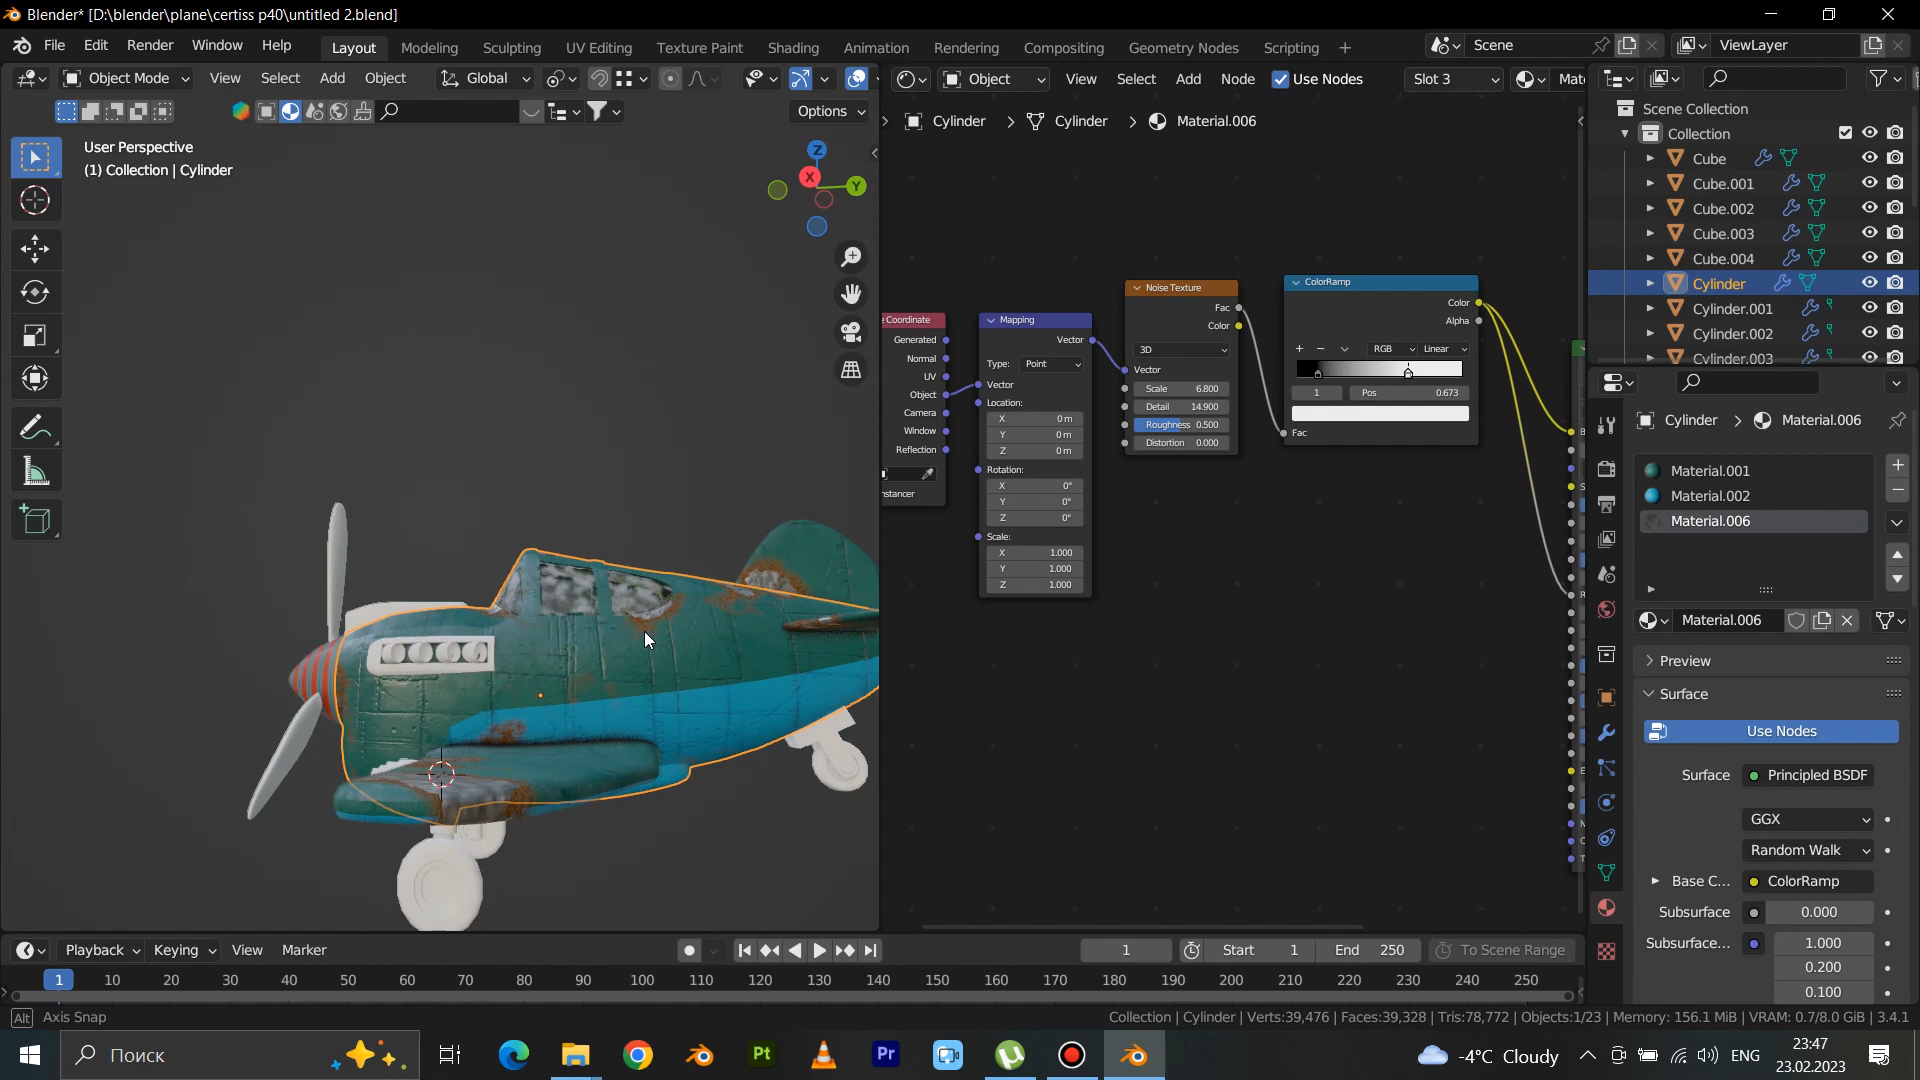 Blender* [D:\blender\plane\certiss p40\untitled 2.blend]
File Edit Render Window Help
Layout Modeling Sculpting UV Editing Texture Paint Shading Animation Rendering Compositing Geometry Nodes Scripting +
Scene
ViewLayer
Object Mode View Select Add Object Global
Options
User Perspective
(1) Collection | Cylinder
Z
X
Y
Object View Select Add Node Use Nodes Slot 3
Cylinder > Cylinder > Material.006
Coordinate
Generated
Normal
UV
Object
Camera
Window
Reflection
Mapping
Vector
Type: Point
Vector
Location:
X 0 m
Y 0 m
Z 0 m
Rotation:
X 0°
Y 0°
Z 0°
Scale:
X 1.000
Y 1.000
Z 1.000
Noise Texture
Fac
Color
3D
Vector
Scale 6.800
Detail 14.900
Roughness 0.500
Distortion 0.000
ColorRamp
Color
Alpha
+ − RGB Linear
1 Pos 0.673
Fac
Scene Collection
Collection
Cube
Cube.001
Cube.002
Cube.003
Cube.004
Cylinder
Cylinder.001
Cylinder.002
Cylinder.003
Cylinder > Material.006
Material.001
Material.002
Material.006
Material.006
Preview
Surface
Use Nodes
Surface Principled BSDF
GGX
Random Walk
Base C... ColorRamp
Subsurface 0.000
Subsurface... 1.000
0.200
0.100
Playback Keying View Marker
1 Start 1 End 250 To Scene Range
1 10 20 30 40 50 60 70 80 90 100 110 120 130 140 150 160 170 180 190 200 210 220 230 240 250
Alt Axis Snap
Collection | Cylinder | Verts:39,476 | Faces:39,328 | Tris:78,772 | Objects:1/23 | Memory: 156.1 MiB | VRAM: 0.7/8.0 GiB | 3.4.1
Поиск
Pt
Pr
-4°C Cloudy
ENG
23:47
23.02.2023